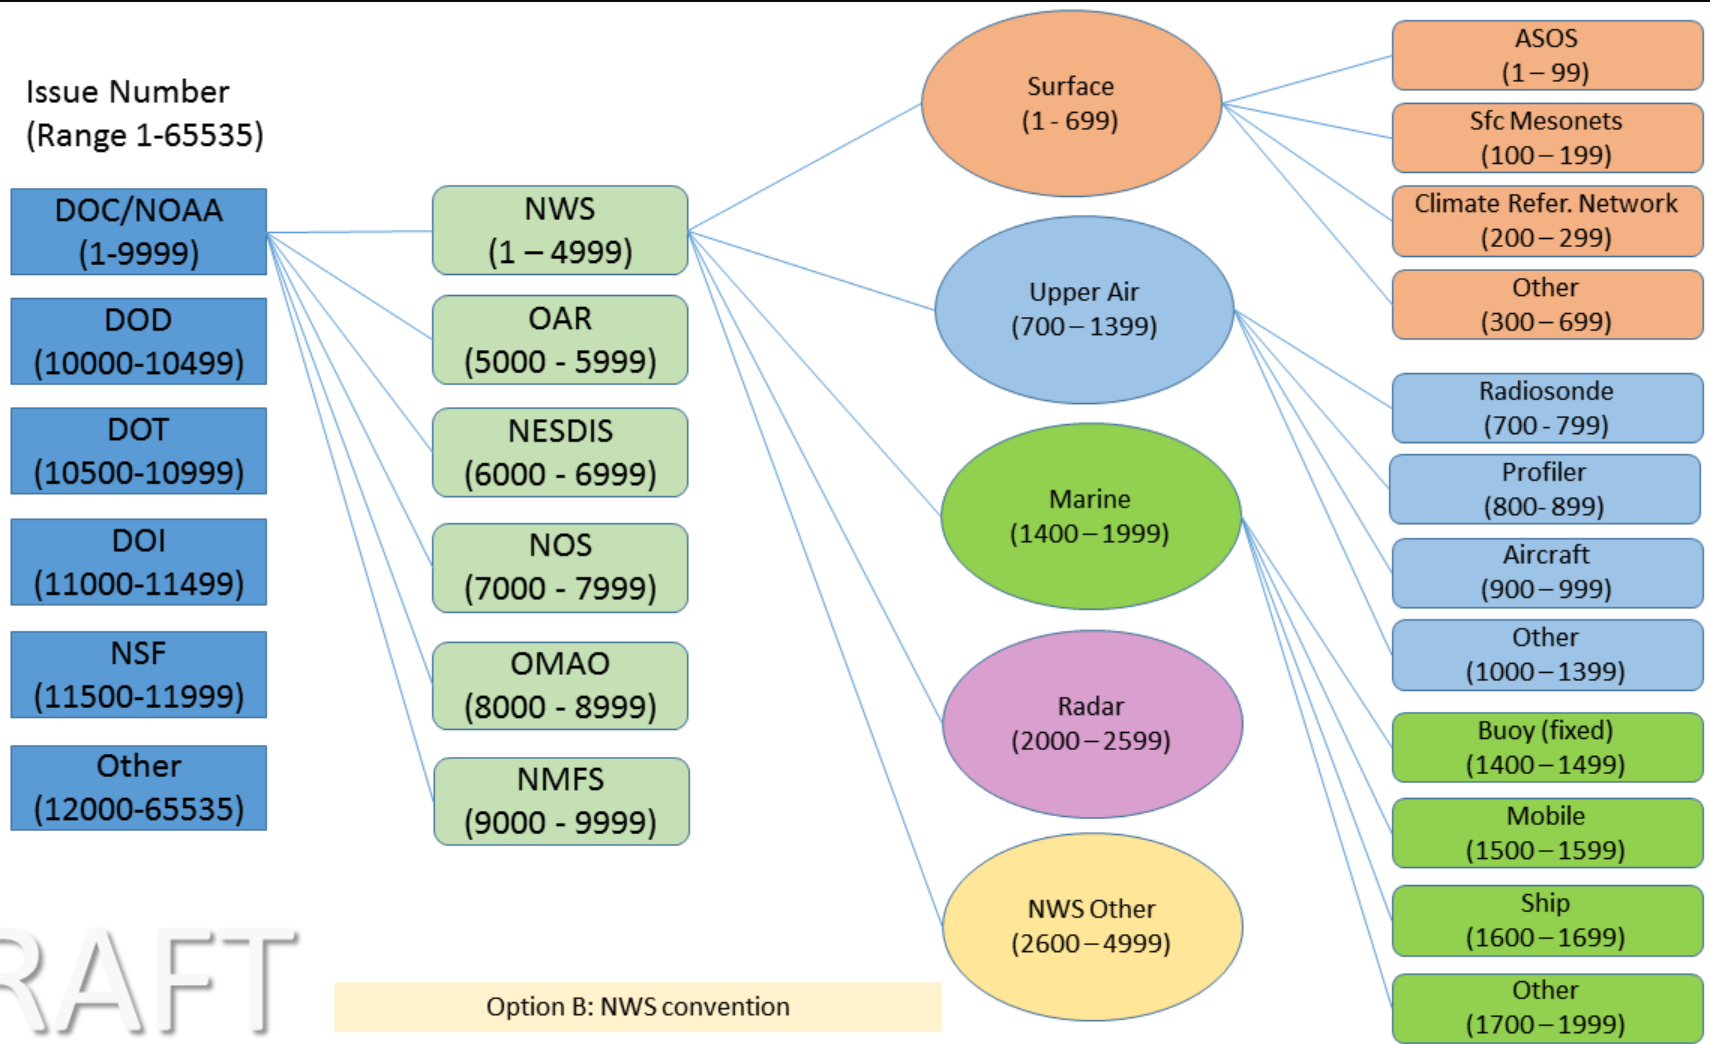 Issue Number
(Range 1-65535)
DOC/NOAA
(1-9999)
DOD
(10000-10499)
DOT
(10500-10999)
DOI
(11000-11499)
NSF
(11500-11999)
Other
(12000-65535)
NWS
(1 – 4999)
OAR
(5000 - 5999)
NESDIS
(6000 - 6999)
NOS
(7000 - 7999)
OMAO
(8000 - 8999)
NMFS
(9000 - 9999)
Surface
(1 - 699)
Upper Air
(700 – 1399)
Marine
(1400 – 1999)
Radar
(2000 – 2599)
NWS Other
(2600 – 4999)
ASOS
(1 – 99)
Sfc Mesonets
(100 – 199)
Climate Refer. Network
(200 – 299)
Other
(300 – 699)
Radiosonde
(700 - 799)
Profiler
(800- 899)
Aircraft
(900 – 999)
Other
(1000 – 1399)
Buoy (fixed)
(1400 – 1499)
Mobile
(1500 – 1599)
Ship
(1600 – 1699)
Other
(1700 – 1999)
RAFT
Option B: NWS convention